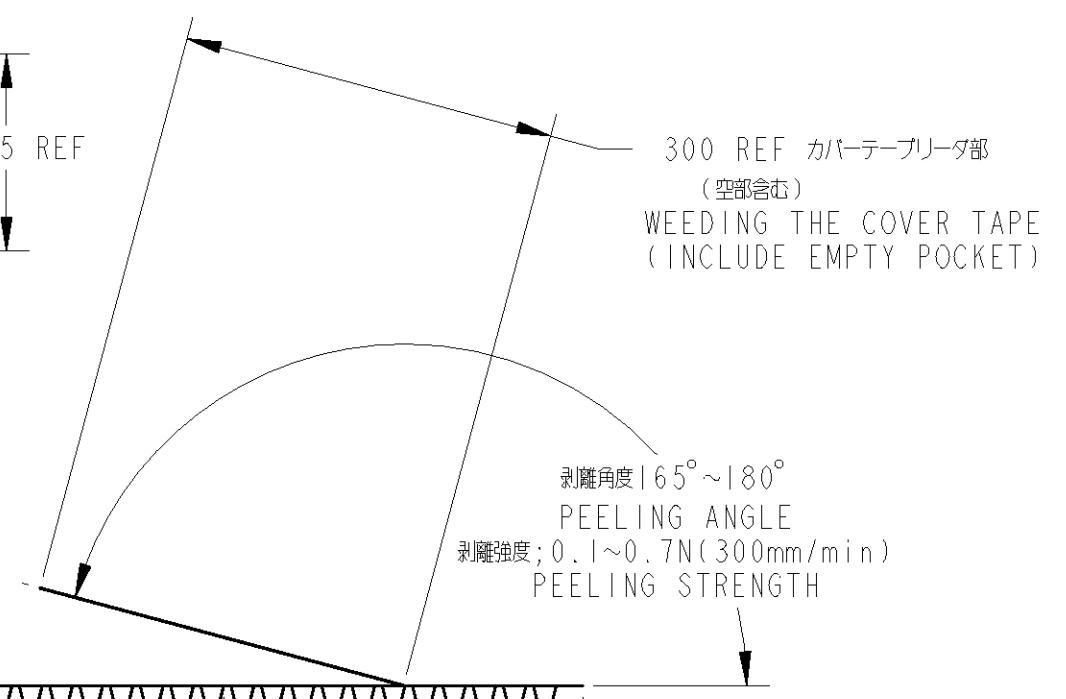 5 REF
300 REF カバーテープリーダ部
(空部含む)
WEEDING THE COVER TAPE
(INCLUDE EMPTY POCKET)
剥離角度165°~180°
PEELING ANGLE
剥離強度;0.1~0.7N(300mm/min)
PEELING STRENGTH